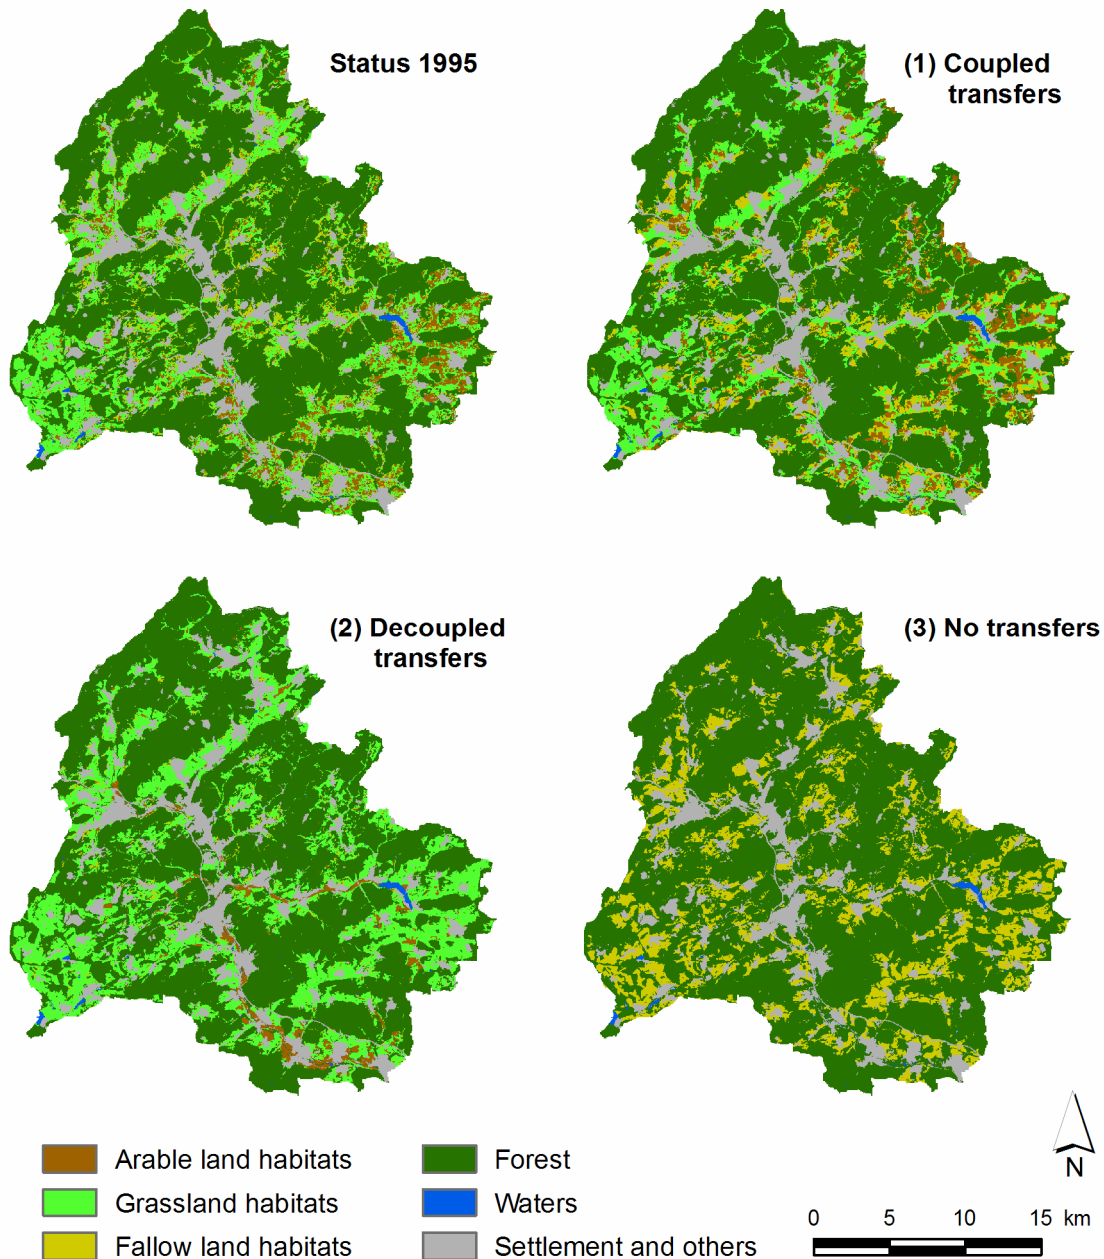 Status 1995
(1) Coupled
transfers
(2) Decoupled
transfers
(3) No transfers
Arable land habitats
Grassland habitats
Fallow land habitats
Forest
Waters
Settlement and others
N
0 5 10 15 km